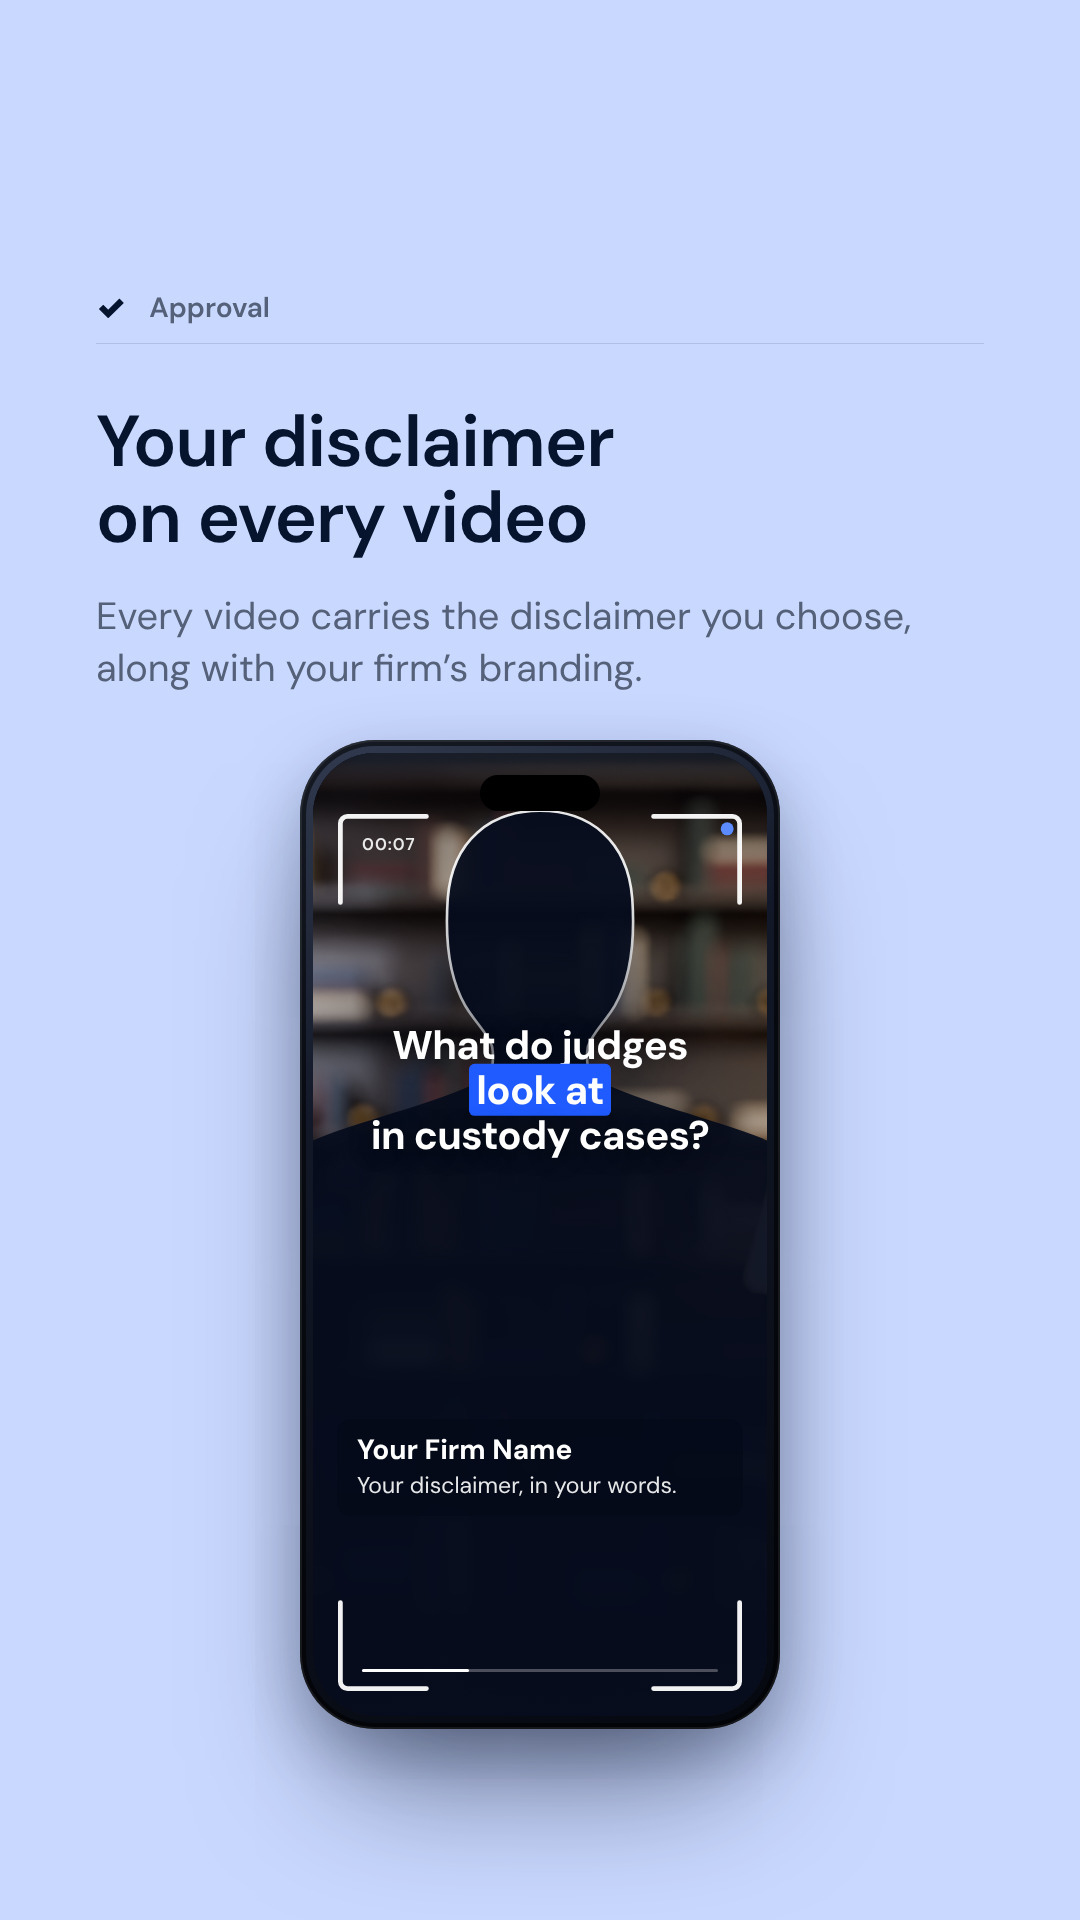 Approval
Your disclaimer
on every video
Every video carries the disclaimer you choose,
along with your firm’s branding.
00:07
What do judges
look at
in custody cases?
Your Firm Name
Your disclaimer, in your words.